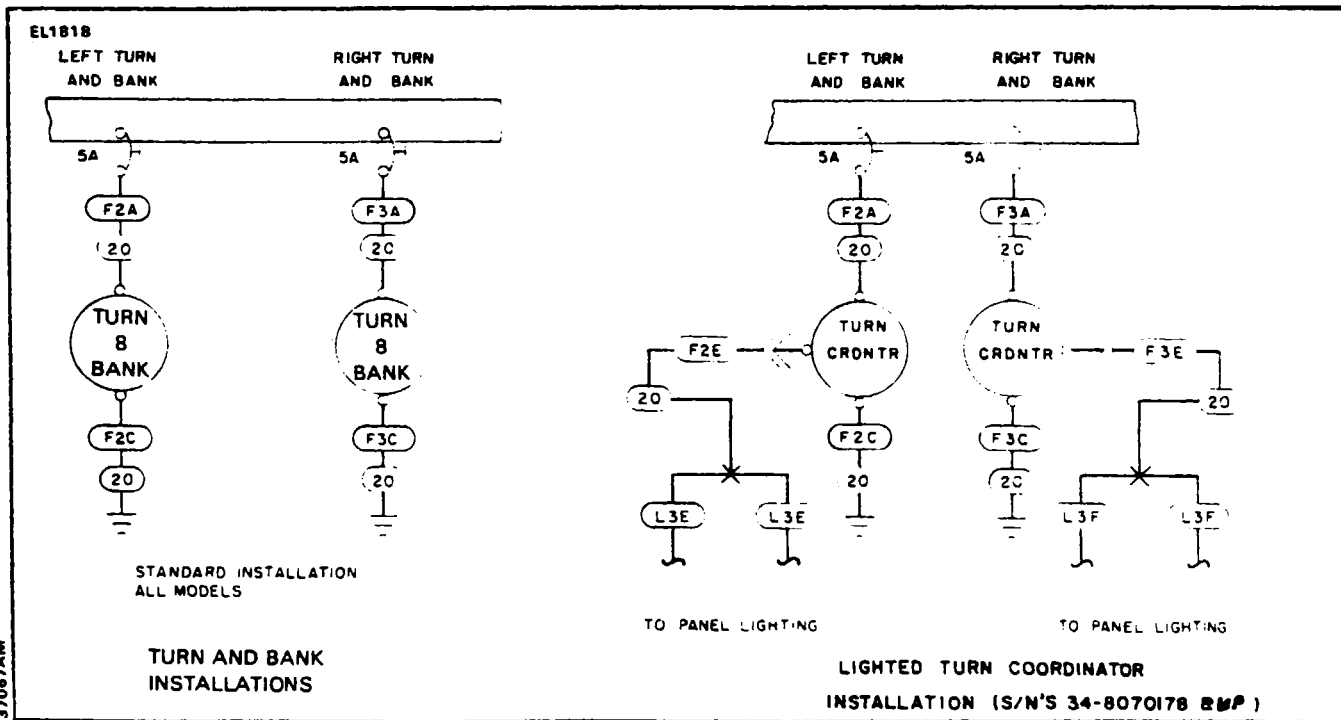 EL1818
LEFT TURN
AND BANK
RIGHT TURN
AND BANK
5A
5A
F2A
F3A
20
20
TURN
8
BANK
TURN
8
BANK
F2C
F3C
20
20
STANDARD INSTALLATION
ALL MODELS
TURN AND BANK
INSTALLATIONS
LEFT TURN
AND BANK
RIGHT TURN
AND BANK
5A
5A
F2A
F3A
20
20
TURN
CRDNTR
TURN
CRDNTR
F2E
F3E
20
20
F2C
F3C
20
20
L3E
L3E
L3F
L3F
TO PANEL LIGHTING
TO PANEL LIGHTING
LIGHTED TURN COORDINATOR
INSTALLATION (S/N'S 34-8070178 &UP)